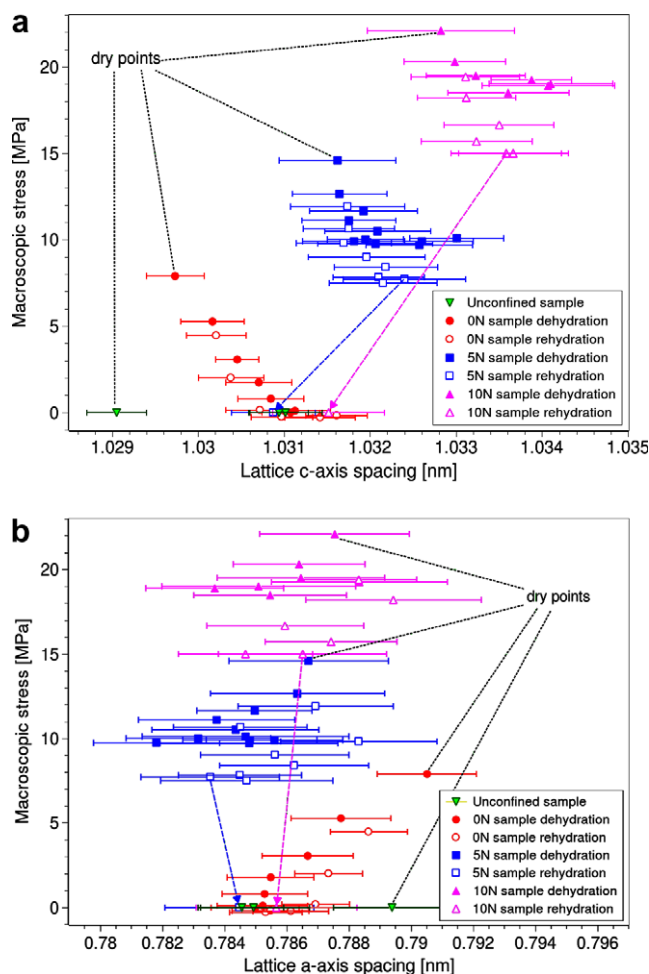 a
dry points
Macroscopic stress [MPa]
20
15
10
5
0
Unconfined sample
0N sample dehydration
0N sample rehydration
5N sample dehydration
5N sample rehydration
10N sample dehydration
10N sample rehydration
1.029 1.03 1.031 1.032 1.033 1.034 1.035
Lattice c-axis spacing [nm]
b
dry points
Macroscopic stress [MPa]
20
15
10
5
0
Unconfined sample
0N sample dehydration
0N sample rehydration
5N sample dehydration
5N sample rehydration
10N sample dehydration
10N sample rehydration
0.78 0.782 0.784 0.786 0.788 0.79 0.792 0.794 0.796
Lattice a-axis spacing [nm]